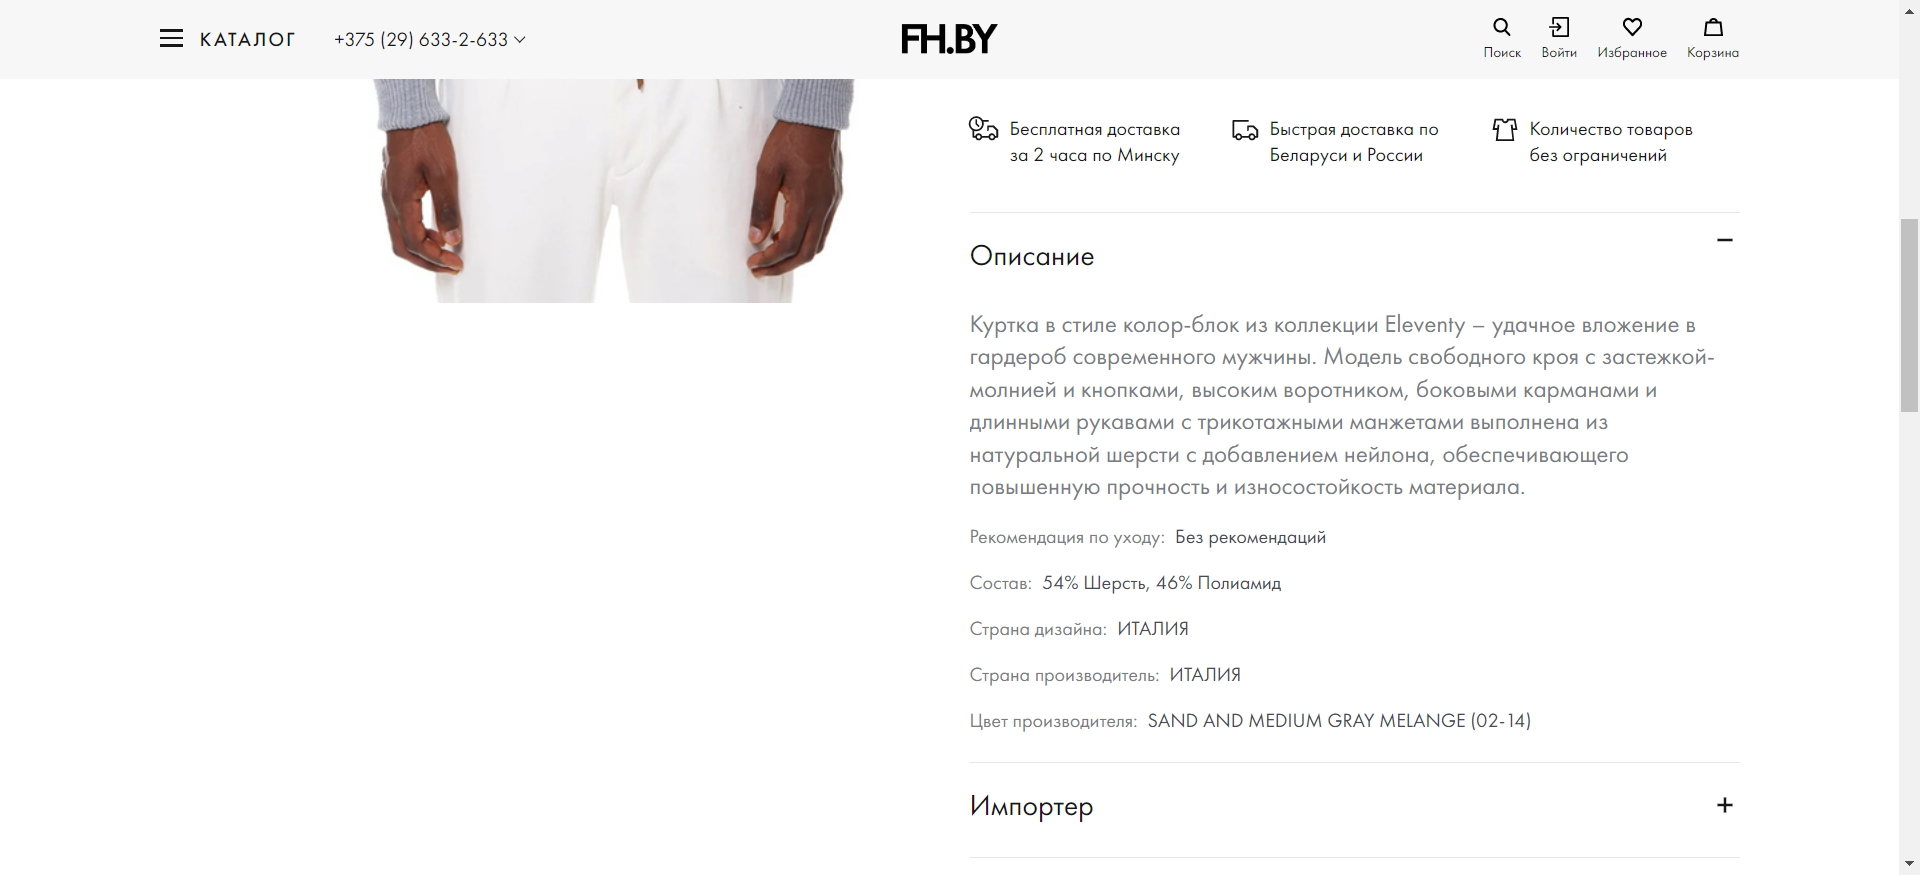 КАТАЛОГ
+375 (29) 633-2-633
FH.BY
Поиск
Войти
Избранное
Корзина
Бесплатная доставка
за 2 часа по Минску
Быстрая доставка по
Беларуси и России
Количество товаров
без ограничений
Описание
Куртка в стиле колор-блок из коллекции Eleventy – удачное вложение в
гардероб современного мужчины. Модель свободного кроя с застежкой-
молнией и кнопками, высоким воротником, боковыми карманами и
длинными рукавами с трикотажными манжетами выполнена из
натуральной шерсти с добавлением нейлона, обеспечивающего
повышенную прочность и износостойкость материала.
Рекомендация по уходу: Без рекомендаций
Состав: 54% Шерсть, 46% Полиамид
Страна дизайна: ИТАЛИЯ
Страна производитель: ИТАЛИЯ
Цвет производителя: SAND AND MEDIUM GRAY MELANGE (02-14)
Импортер